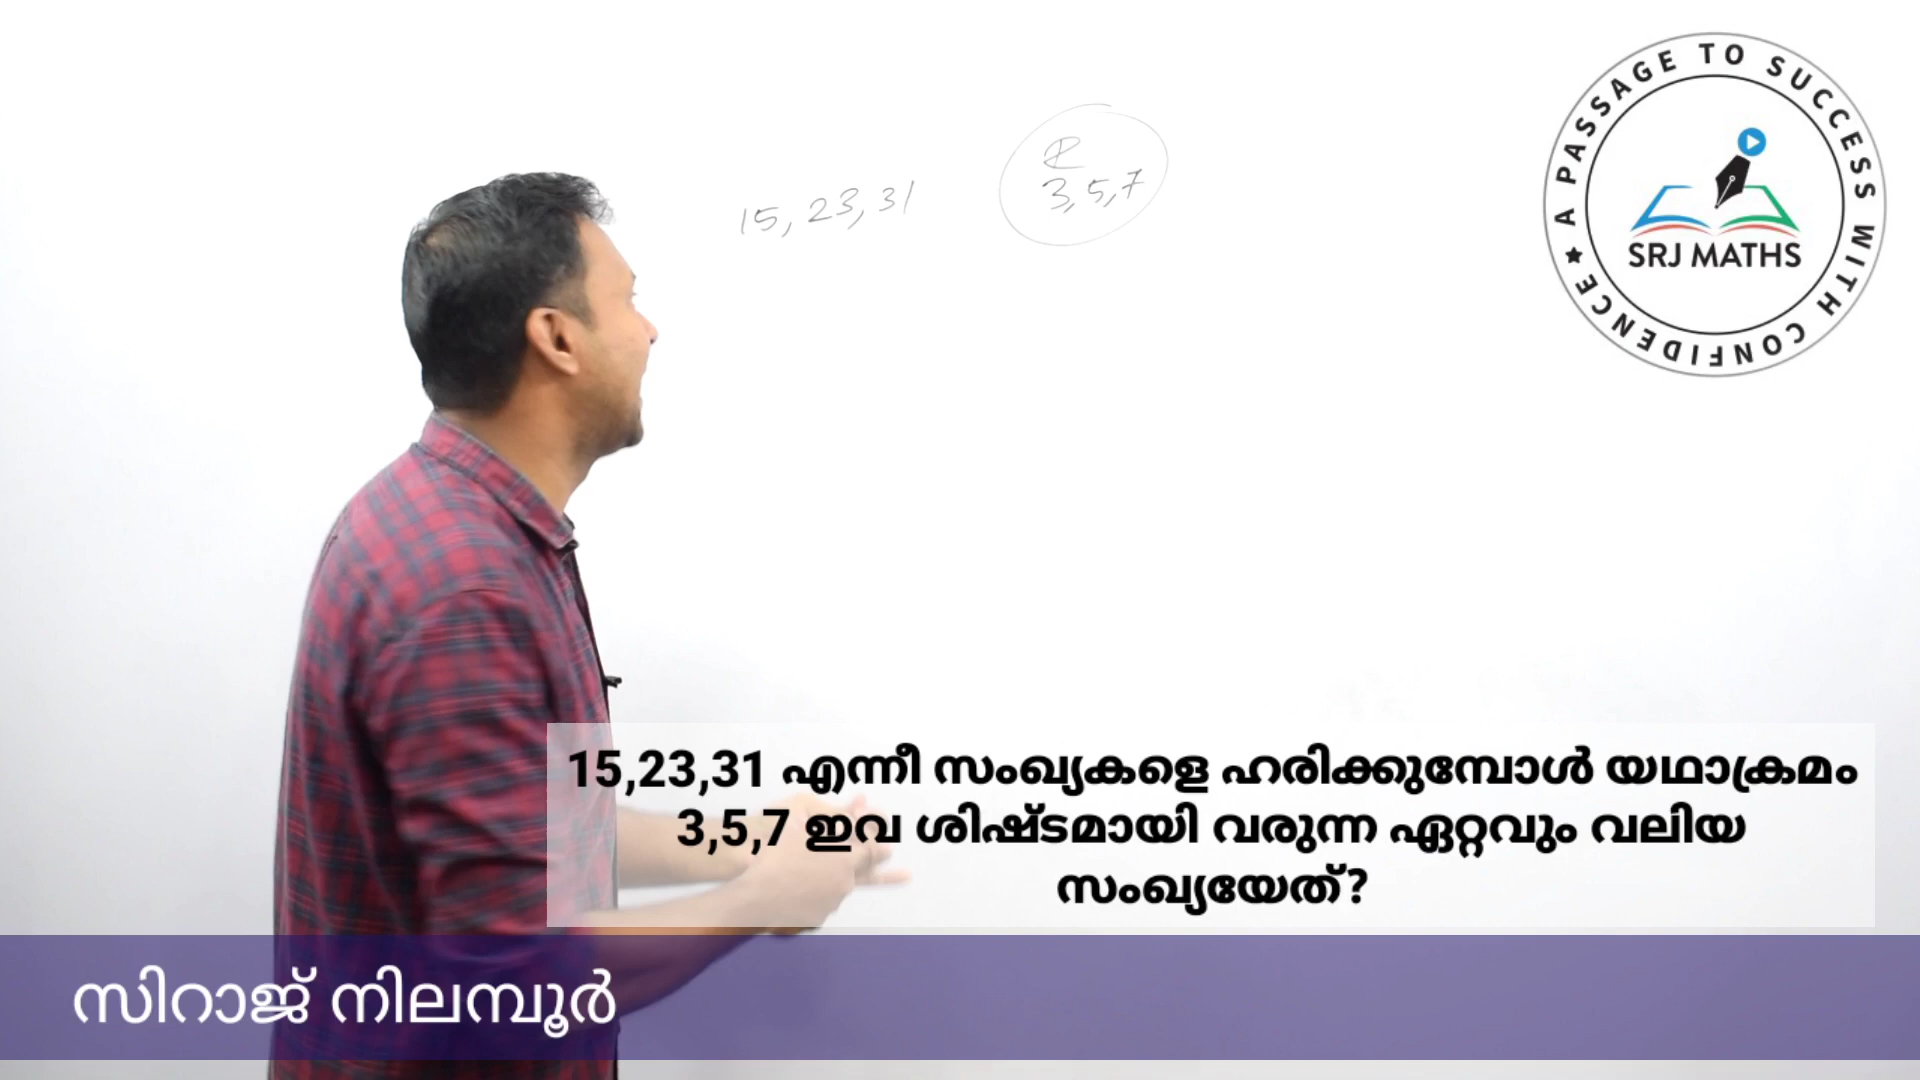 A PASSAGE TO SUCCESS WITH CONFIDENCE
SRJ MATHS
R
15, 23, 31
3, 5, 7
15,23,31 എന്നീ സംഖ്യകളെ ഹരിക്കുമ്പോൾ യഥാക്രമം
3,5,7 ഇവ ശിഷ്ടമായി വരുന്ന ഏറ്റവും വലിയ
സംഖ്യയേത്?
സിറാജ് നിലമ്പൂർ